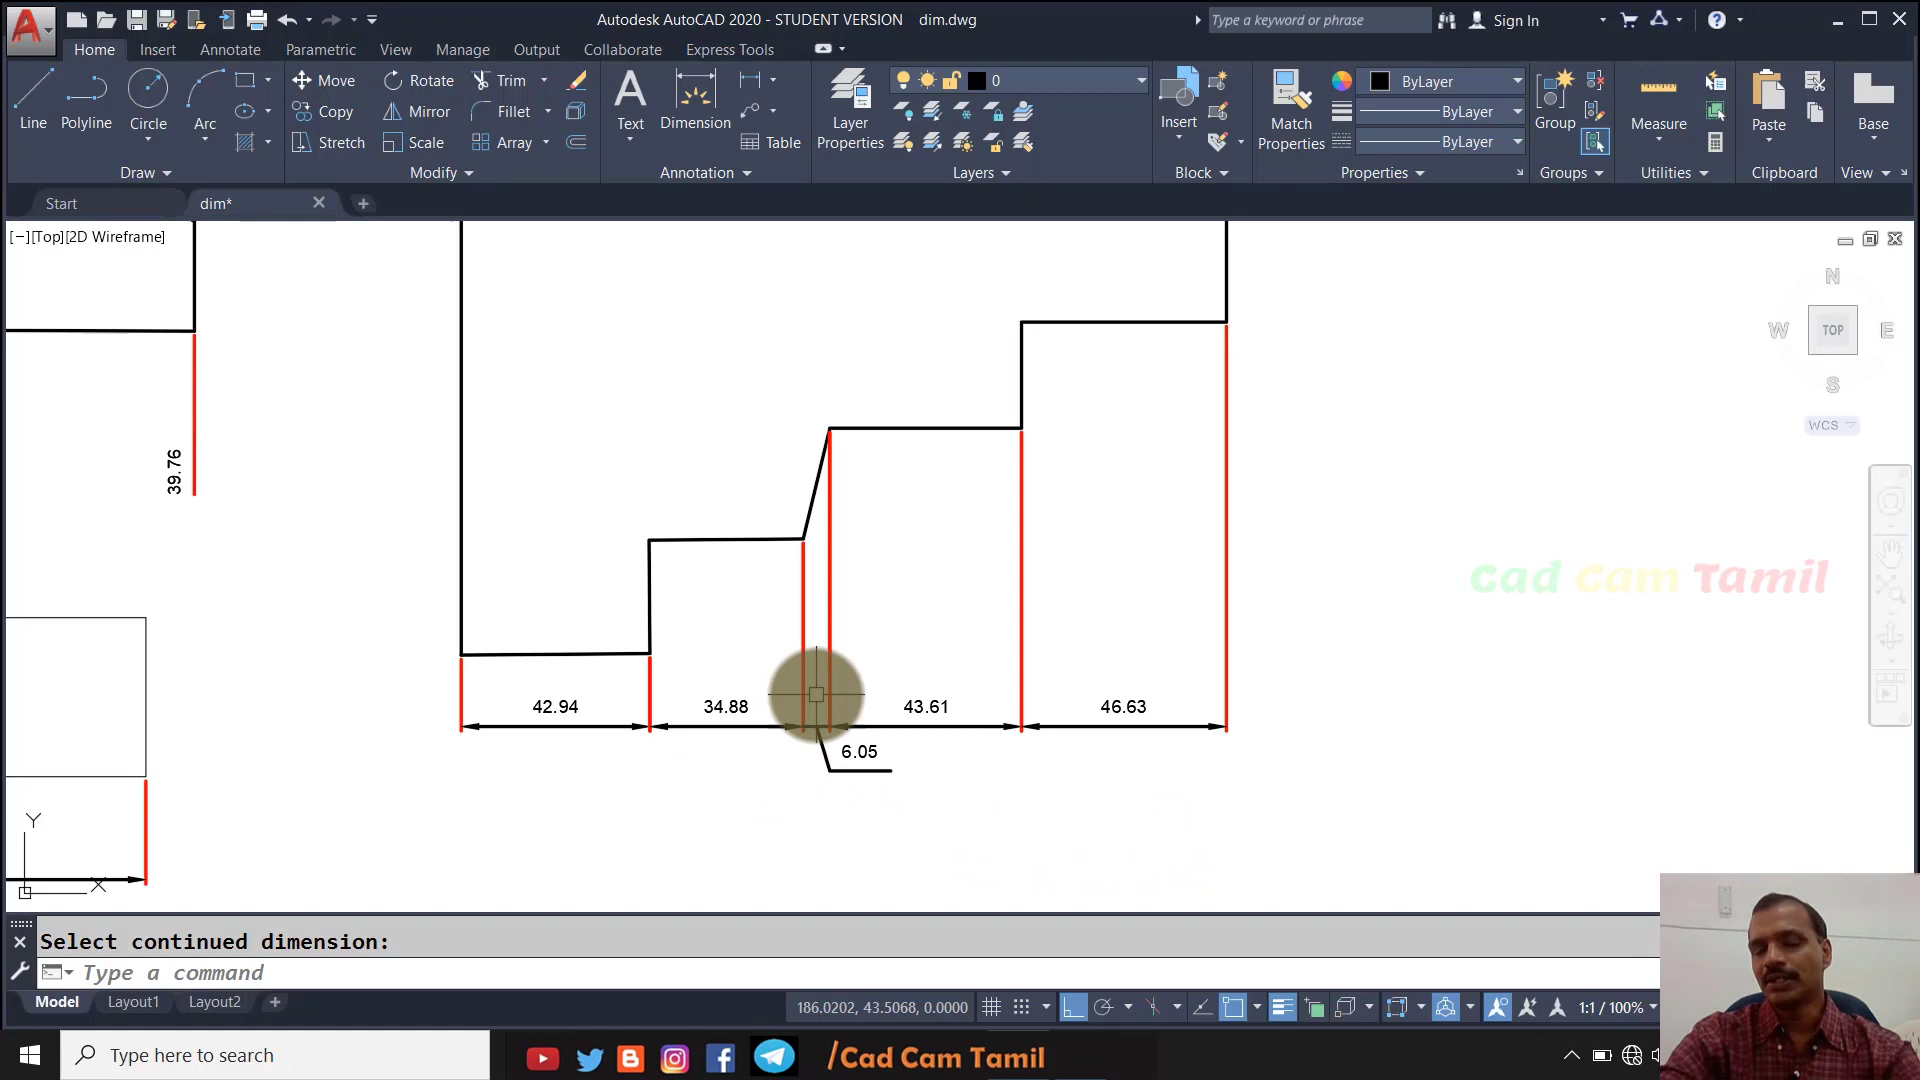 Autodesk AutoCAD 2020 - STUDENT VERSION dim.dwg
Type a keyword or phrase
Sign In
Home Insert Annotate Parametric View Manage Output Collaborate Express Tools
Line Polyline Circle Arc
Draw
Move Rotate Trim
Copy Mirror Fillet
Stretch Scale Array
Modify
Text Dimension Table
Annotation
Layer Properties
0
Layers
Insert
Block
Match Properties
ByLayer
ByLayer
ByLayer
Properties
Group
Groups
Measure
Utilities
Paste
Clipboard
Base
View
Start dim*
[−][Top][2D Wireframe]
N
W TOP E
S
WCS
39.76
Cad Cam Tamil
42.94 34.88 43.61 46.63
6.05
Y
X
Select continued dimension:
Type a command
Model Layout1 Layout2
186.0202, 43.5068, 0.0000
1:1 / 100%
Type here to search
/Cad Cam Tamil